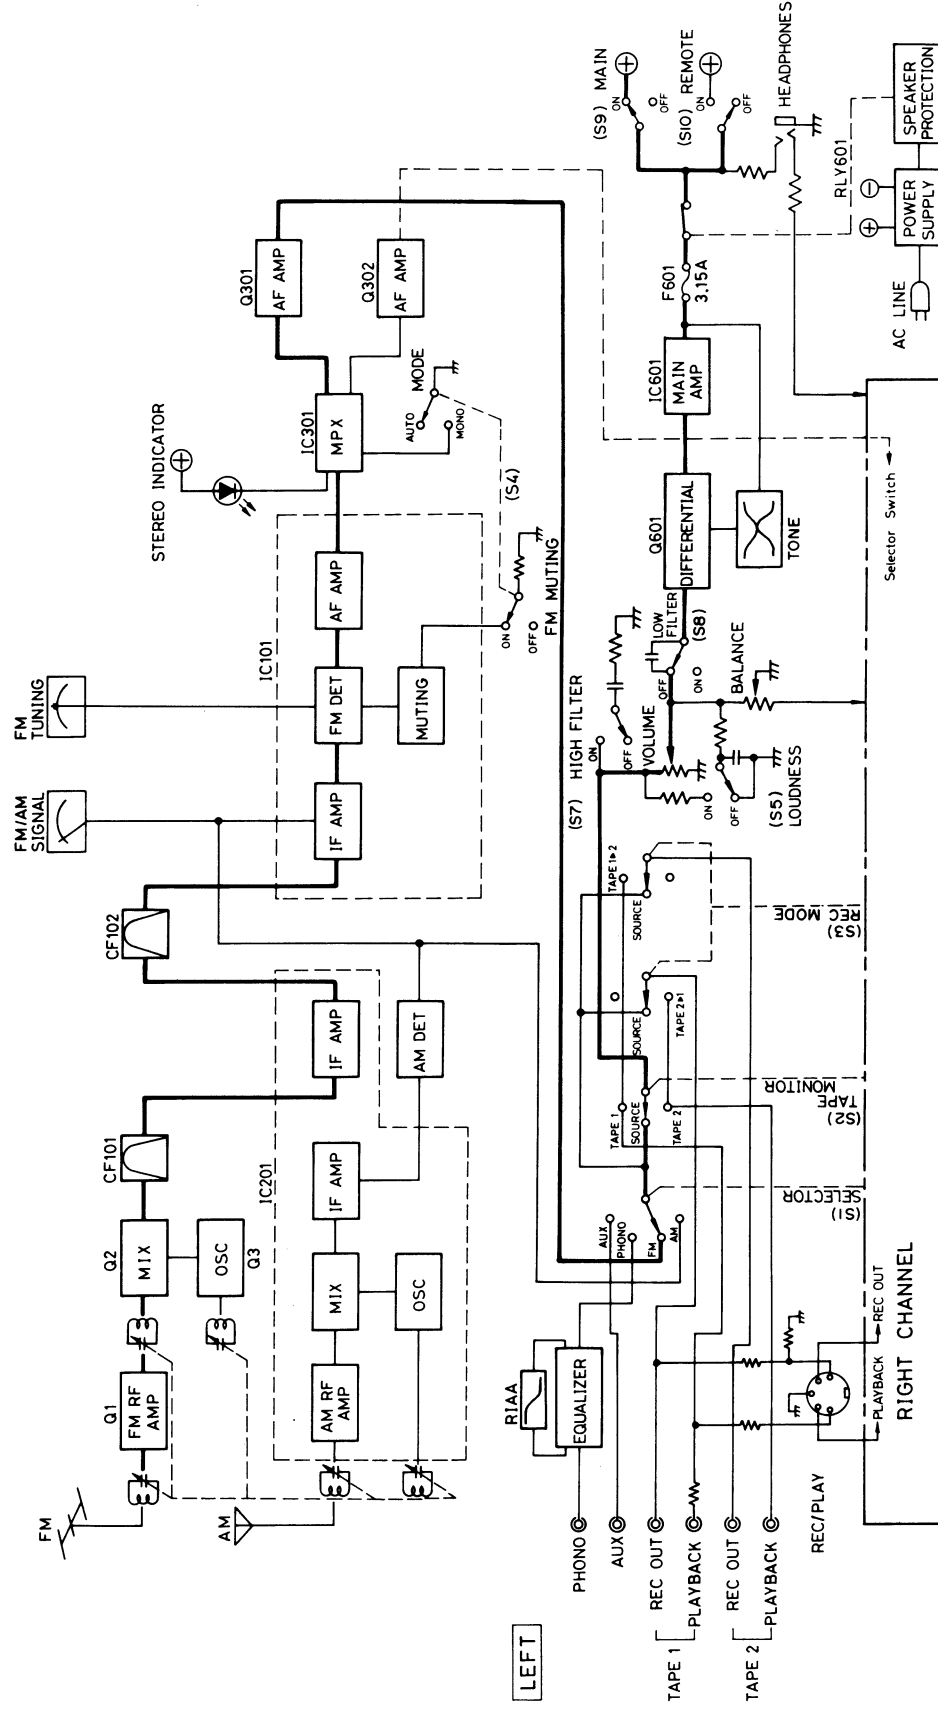 FM
Q1
FM RF
AMP
Q2
MIX
OSC
Q3
CF101
CF102
FM/AM
SIGNAL
FM
TUNING
STEREO INDICATOR
AM
AM RF
AMP
MIX
OSC
IF AMP
IC201
IF AMP
AM DET
IC101
IF AMP
FM DET
AF AMP
MUTING
IC301
MPX
Q301
AF AMP
Q302
AF AMP
MODE
AUTO
MONO
(S4)
ON
OFF
FM MUTING
LEFT
RIAA
EQUALIZER
PHONO
AUX
REC OUT
PLAYBACK
TAPE 1
REC OUT
PLAYBACK
TAPE 2
REC/PLAY
PLAYBACK
REC OUT
RIGHT CHANNEL
AUX
PHONO
FM
AM
(S1)
SELECTOR
TAPE 1
SOURCE
TAPE 2
(S2)
TAPE
MONITOR
SOURCE
TAPE 2▸1
TAPE 1▸2
SOURCE
(S3)
REC MODE
(S7) HIGH FILTER
ON
OFF
VOLUME
ON
OFF
(S5)
LOUDNESS
BALANCE
OFF
ON
LOW
FILTER
(S8)
Q601
DIFFERENTIAL
TONE
IC601
MAIN
AMP
F601
3.15A
(S9) MAIN
ON
OFF
(S10) REMOTE
ON
OFF
HEADPHONES
RLY601
Selector Switch
AC LINE
POWER
SUPPLY
SPEAKER
PROTECTION